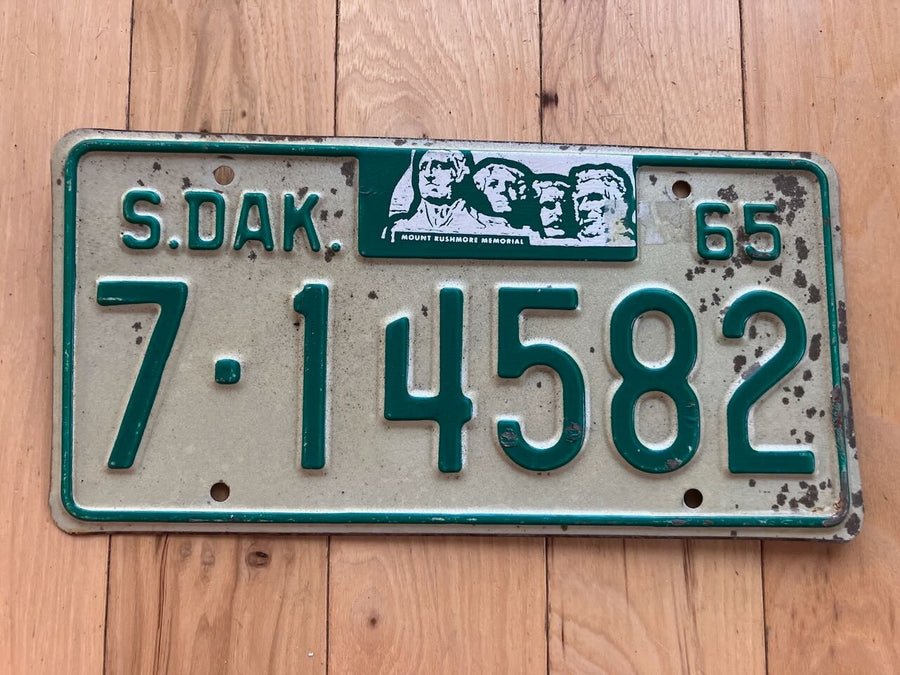 S.DAK. 65
MOUNT RUSHMORE MEMORIAL
7·14582